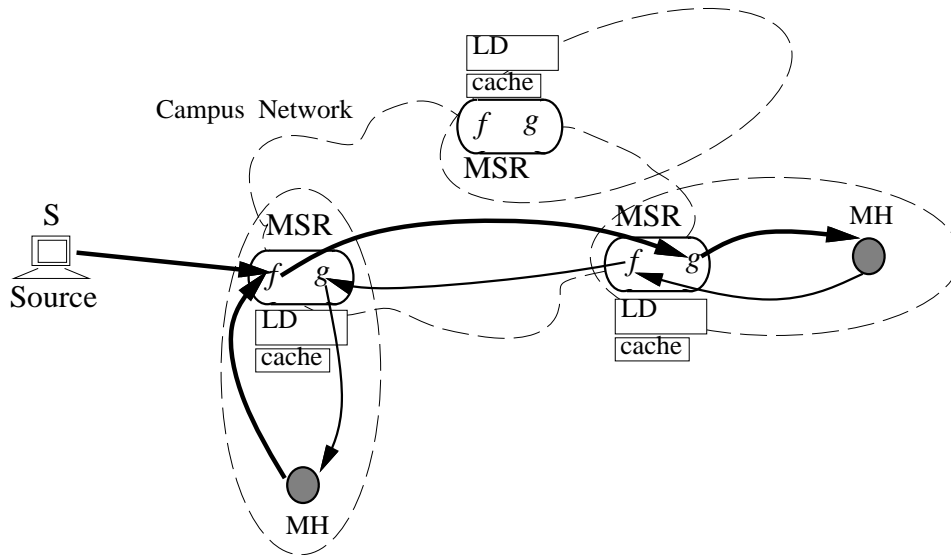 LD
cache
Campus Network
f g
MSR
S
Source
MSR
f g
LD
cache
MSR
f g
LD
cache
MH
MH